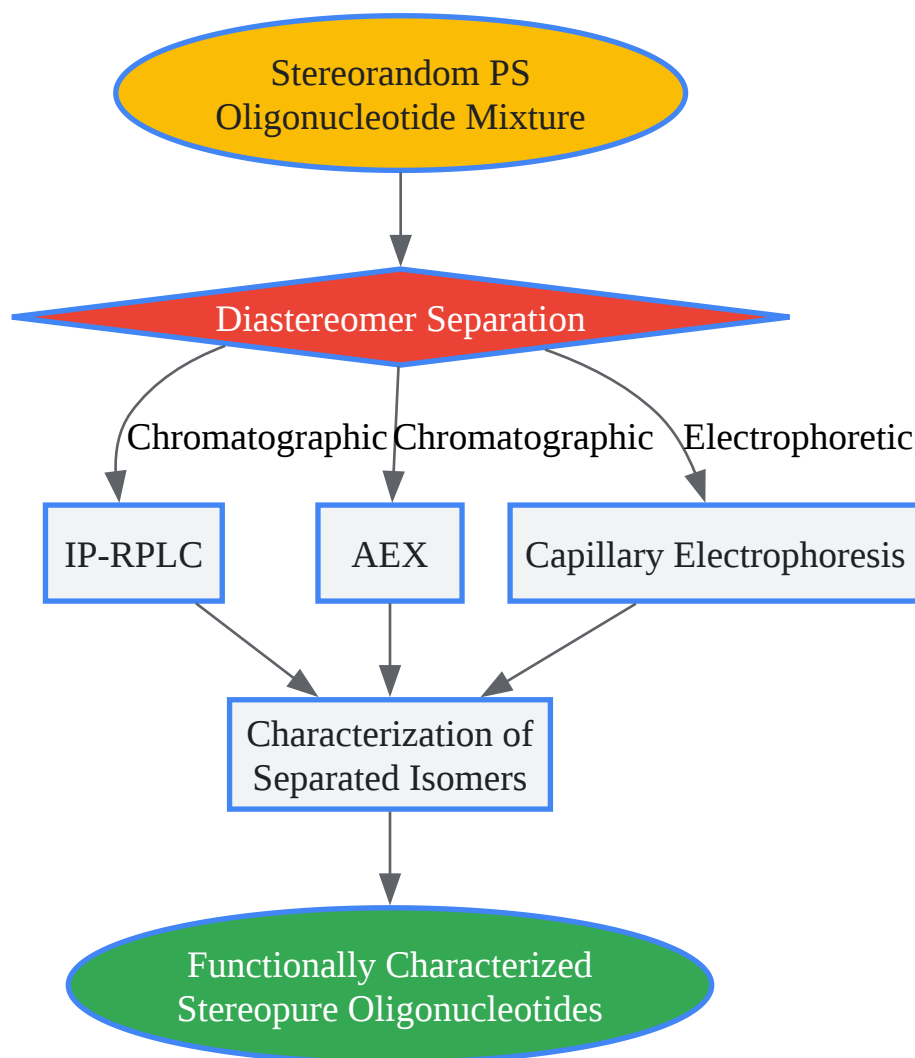 Stereorandom PS
Oligonucleotide Mixture
Diastereomer Separation
Chromatographic
Chromatographic
Electrophoretic
IP-RPLC
AEX
Capillary Electrophoresis
Characterization of
Separated Isomers
Functionally Characterized
Stereopure Oligonucleotides